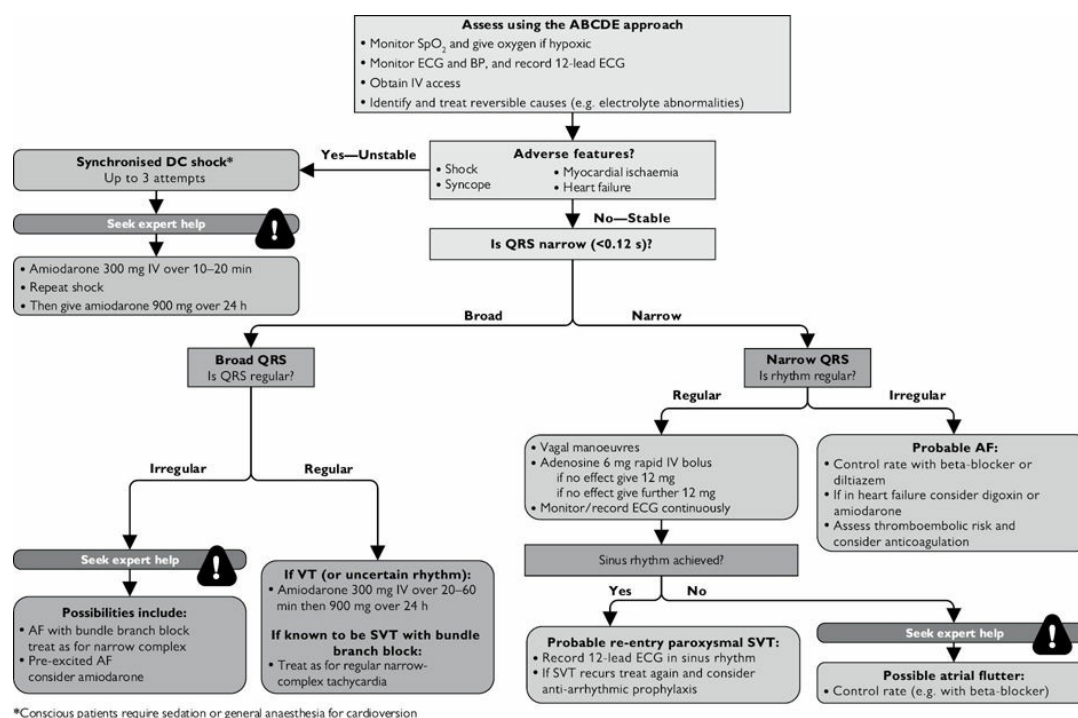 Assess using the ABCDE approach
• Monitor SpO₂ and give oxygen if hypoxic
• Monitor ECG and BP, and record 12-lead ECG
• Obtain IV access
• Identify and treat reversible causes (e.g. electrolyte abnormalities)
Yes—Unstable
Adverse features?
• Shock
• Syncope
• Myocardial ischaemia
• Heart failure
Synchronised DC shock*
Up to 3 attempts
Seek expert help
!
• Amiodarone 300 mg IV over 10–20 min
• Repeat shock
• Then give amiodarone 900 mg over 24 h
No—Stable
Is QRS narrow (<0.12 s)?
Broad
Narrow
Broad QRS
Is QRS regular?
Narrow QRS
Is rhythm regular?
Irregular
Regular
Regular
Irregular
Seek expert help
!
Possibilities include:
• AF with bundle branch block
treat as for narrow complex
• Pre-excited AF
consider amiodarone
If VT (or uncertain rhythm):
• Amiodarone 300 mg IV over 20–60
min then 900 mg over 24 h
If known to be SVT with bundle
branch block:
• Treat as for regular narrow-
complex tachycardia
• Vagal manoeuvres
• Adenosine 6 mg rapid IV bolus
if no effect give 12 mg
if no effect give further 12 mg
• Monitor/record ECG continuously
Probable AF:
• Control rate with beta-blocker or
diltiazem
• If in heart failure consider digoxin or
amiodarone
• Assess thromboembolic risk and
consider anticoagulation
Sinus rhythm achieved?
Yes
No
Probable re-entry paroxysmal SVT:
• Record 12-lead ECG in sinus rhythm
• If SVT recurs treat again and consider
anti-arrhythmic prophylaxis
Seek expert help
!
Possible atrial flutter:
• Control rate (e.g. with beta-blocker)
*Conscious patients require sedation or general anaesthesia for cardioversion